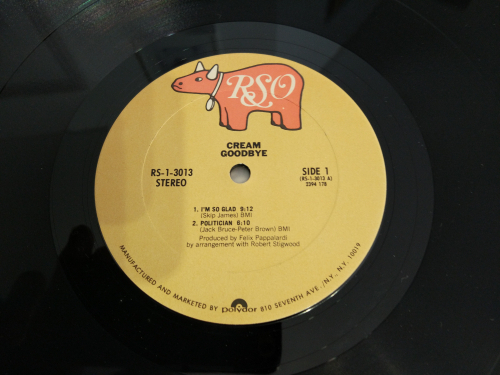 RSO
CREAM
GOODBYE
RS-1-3013
STEREO
SIDE 1
(RS-1-3013 A)
2394 178
1. I'M SO GLAD 9:12
(Skip James) BMI
2. POLITICIAN 6:10
(Jack Bruce-Peter Brown) BMI
Produced by Felix Pappalardi
by arrangement with Robert Stigwood
MANUFACTURED AND MARKETED BY Polydor 810 SEVENTH AVE., N.Y., N.Y. 10019